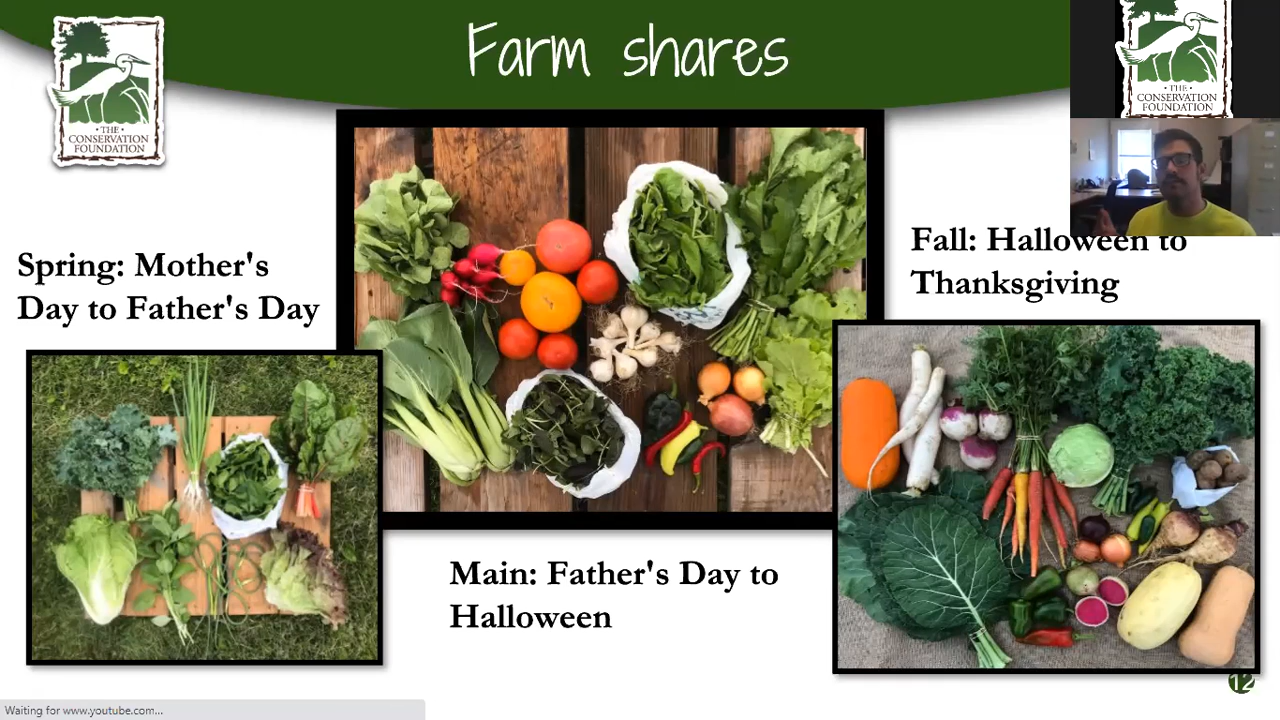 Farm shares
THE
CONSERVATION
FOUNDATION
THE
CONSERVATION
FOUNDATION
Spring: Mother's
Day to Father's Day
Fall: Halloween to
Thanksgiving
Main: Father's Day to
Halloween
12
Waiting for www.youtube.com...